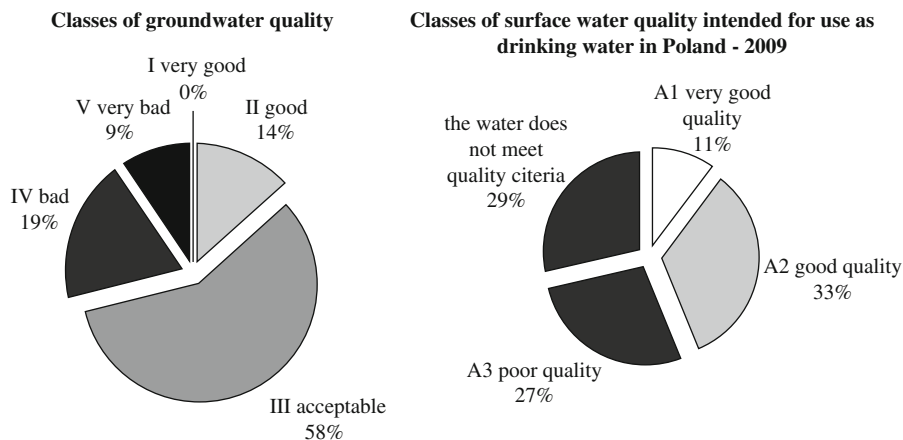 Classes of groundwater quality
I very good
0%
V very bad
9%
II good
14%
IV bad
19%
III acceptable
58%
Classes of surface water quality intended for use as
drinking water in Poland - 2009
A1 very good
quality
11%
the water does
not meet
quality citeria
29%
A2 good quality
33%
A3 poor quality
27%